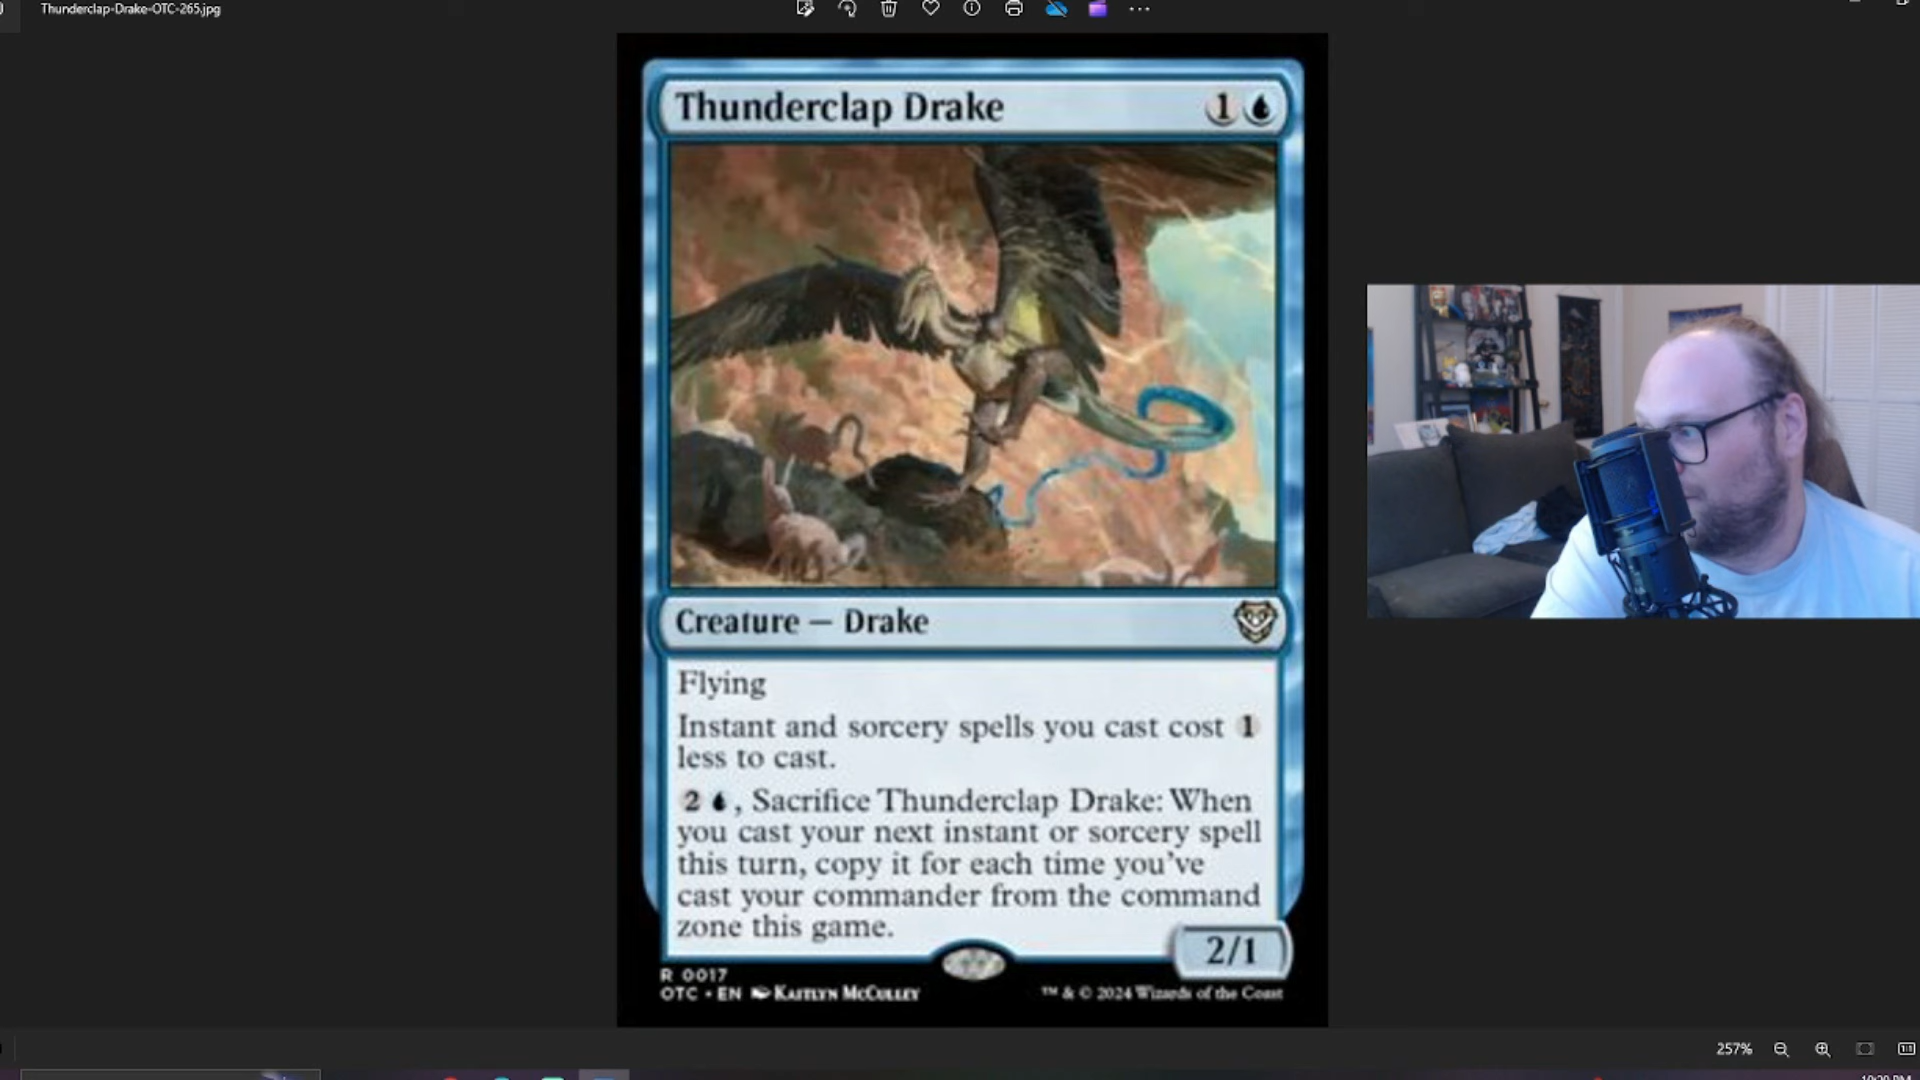 Thunderclap-Drake-OTC-265.jpg
Thunderclap Drake 1
Creature — Drake
Flying
Instant and sorcery spells you cast cost 1
less to cast.
2 , Sacrifice Thunderclap Drake: When
you cast your next instant or sorcery spell
this turn, copy it for each time you've
cast your commander from the command
zone this game.
2/1
R 0017
OTC • EN KAITLYN MCCULLEY
™ & © 2024 Wizards of the Coast
257%